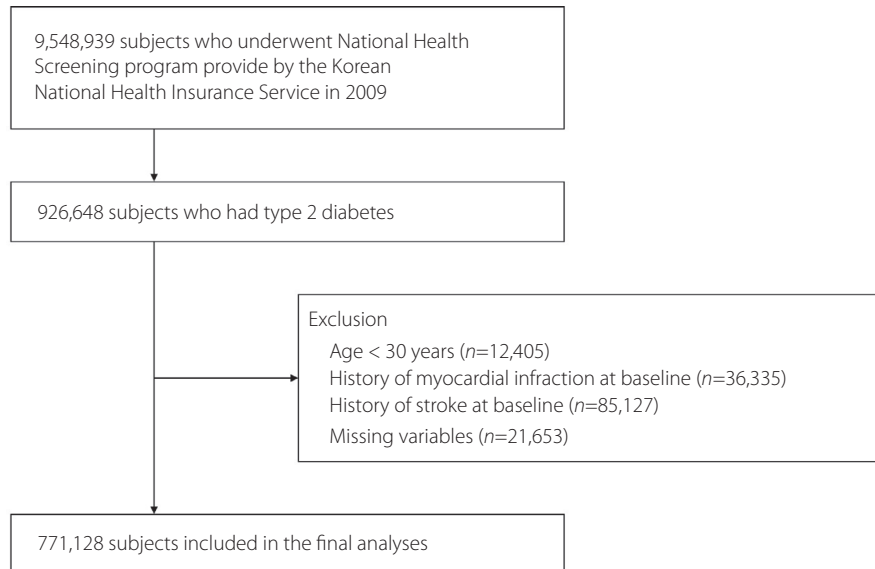 9,548,939 subjects who underwent National Health
Screening program provide by the Korean
National Health Insurance Service in 2009
926,648 subjects who had type 2 diabetes
Exclusion
Age < 30 years (n=12,405)
History of myocardial infraction at baseline (n=36,335)
History of stroke at baseline (n=85,127)
Missing variables (n=21,653)
771,128 subjects included in the final analyses